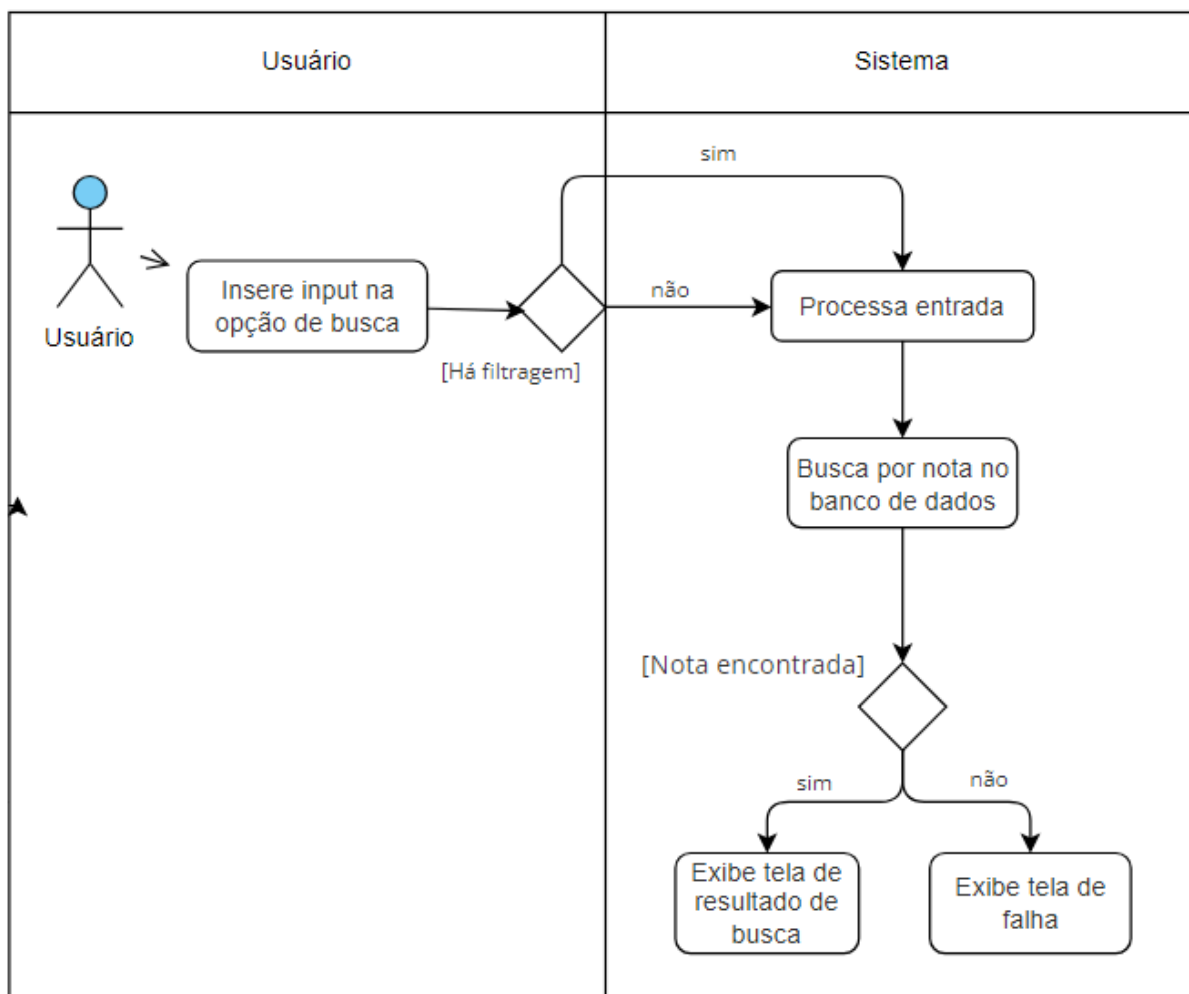 Usuário
Sistema
sim
Usuário
Insere input na
opção de busca
[Há filtragem]
não
Processa entrada
Busca por nota no
banco de dados
[Nota encontrada]
sim
não
Exibe tela de
resultado de
busca
Exibe tela de
falha